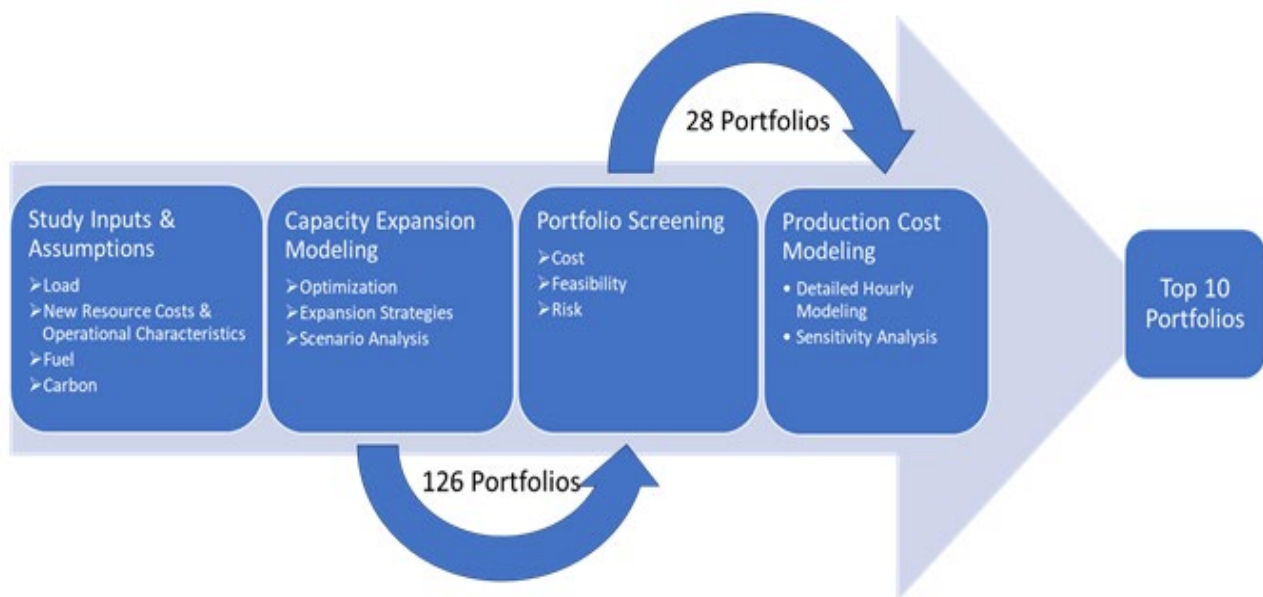 28 Portfolios
Study Inputs &
Assumptions
➢Load
➢New Resource Costs &
Operational Characteristics
➢Fuel
➢Carbon
Capacity Expansion
Modeling
➢Optimization
➢Expansion Strategies
➢Scenario Analysis
Portfolio Screening
➢Cost
➢Feasibility
➢Risk
Production Cost
Modeling
• Detailed Hourly
Modeling
• Sensitivity Analysis
Top 10
Portfolios
126 Portfolios